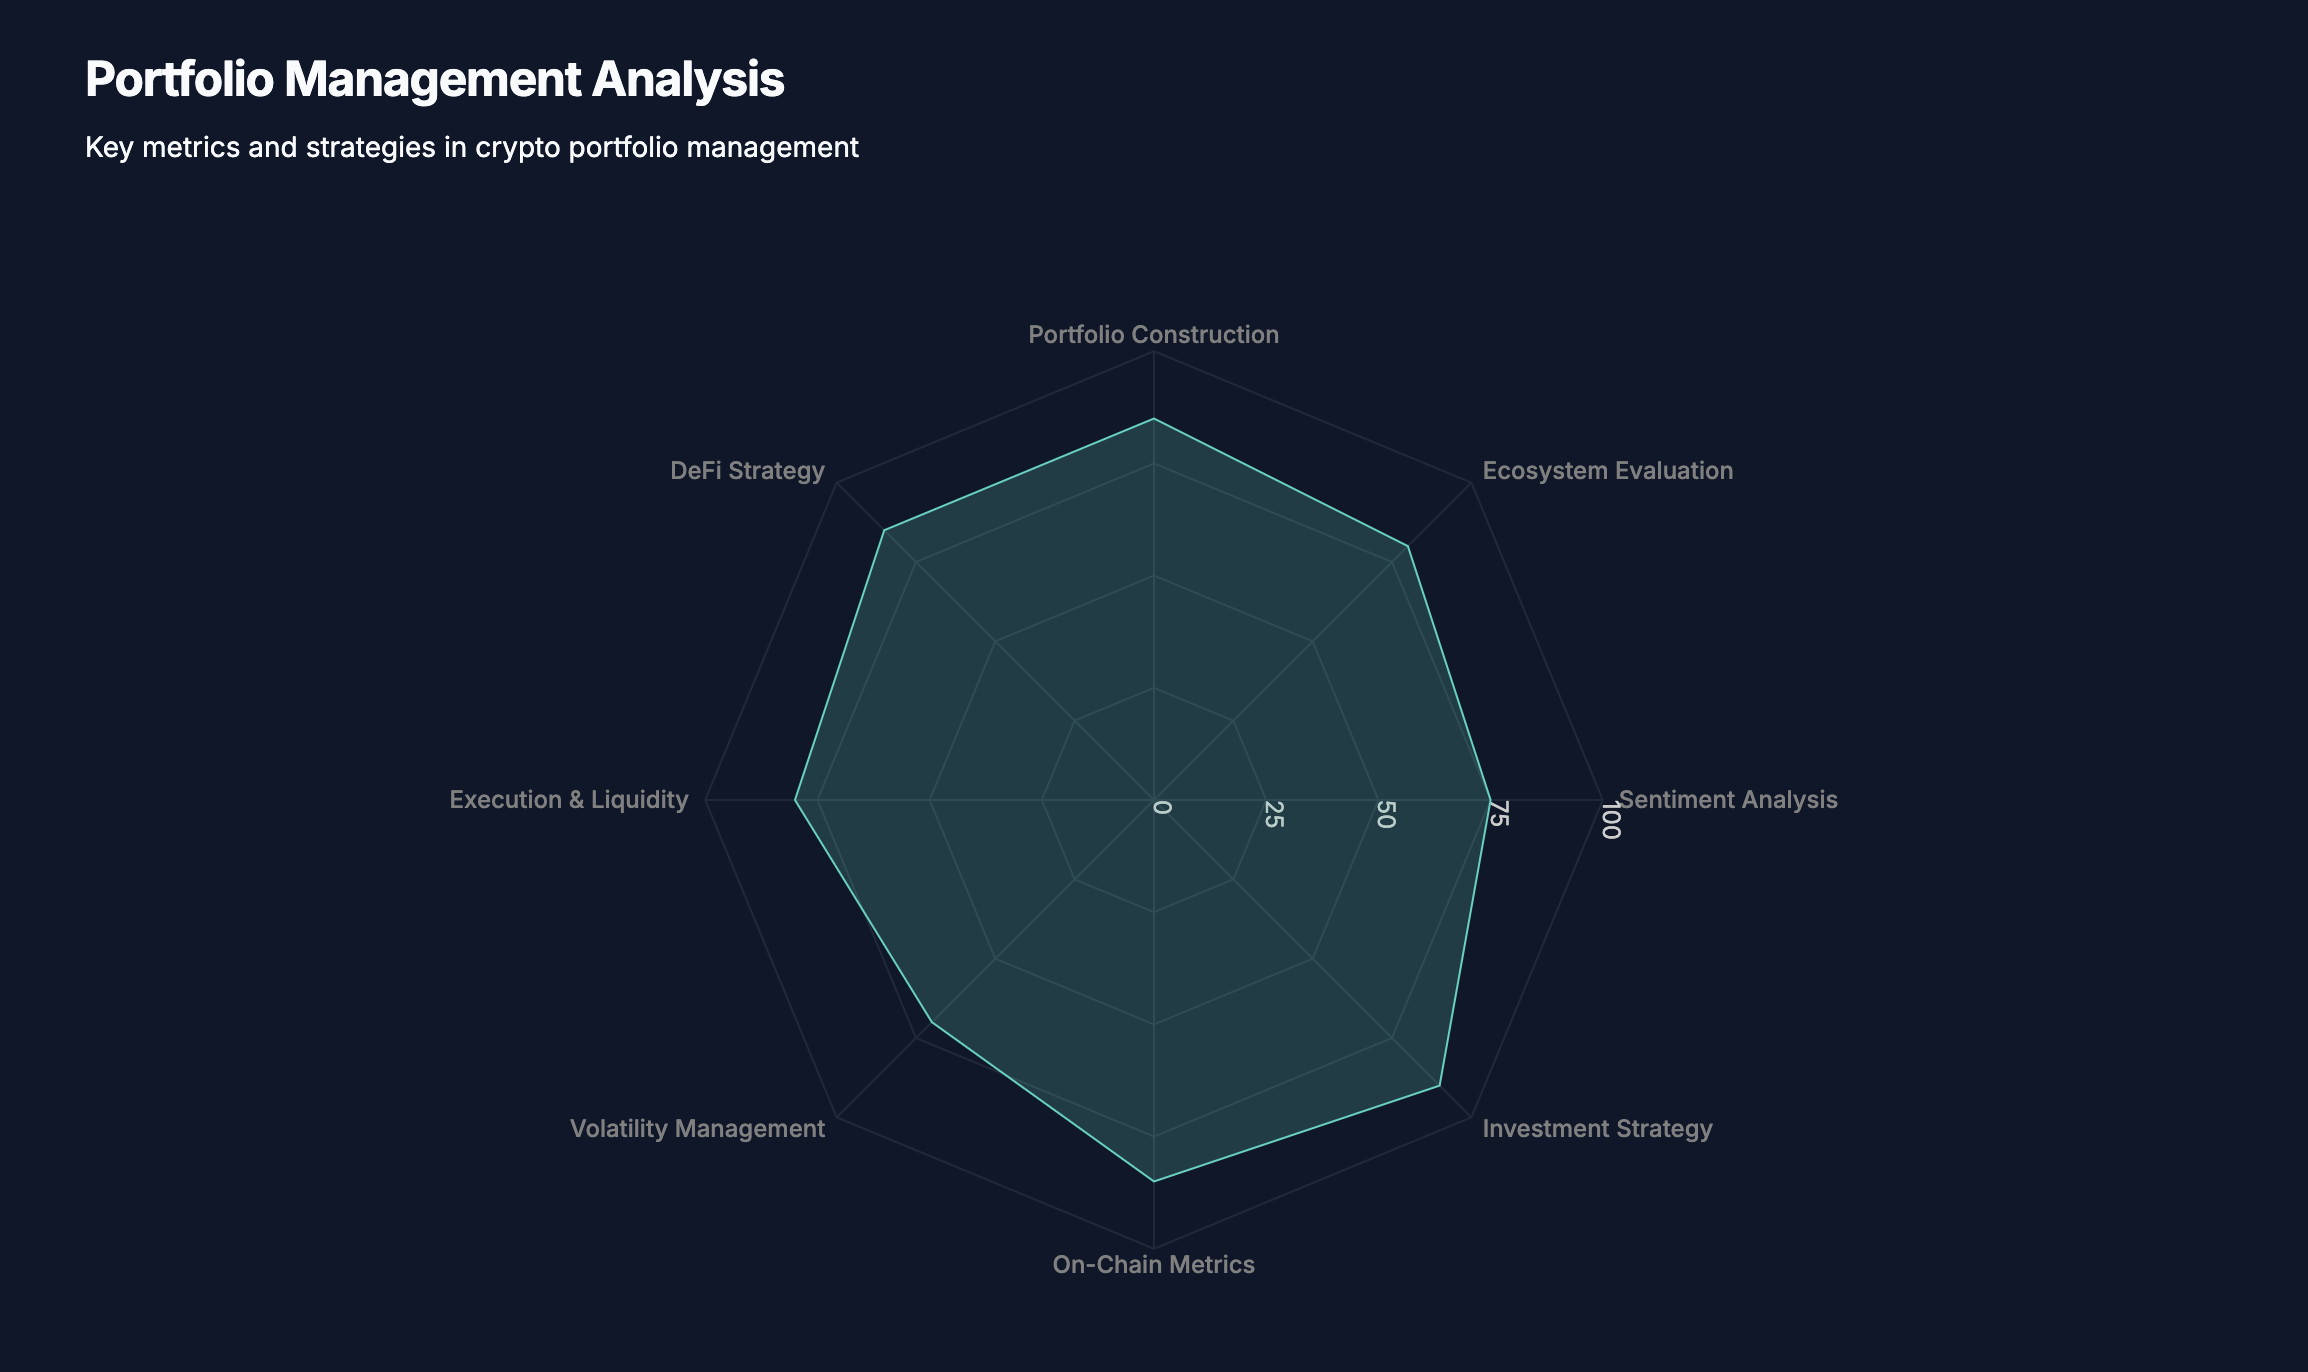 Portfolio Management Analysis
Key metrics and strategies in crypto portfolio management
Portfolio Construction
DeFi Strategy
Ecosystem Evaluation
Execution & Liquidity
0
25
50
75
100
Sentiment Analysis
Volatility Management
Investment Strategy
On-Chain Metrics